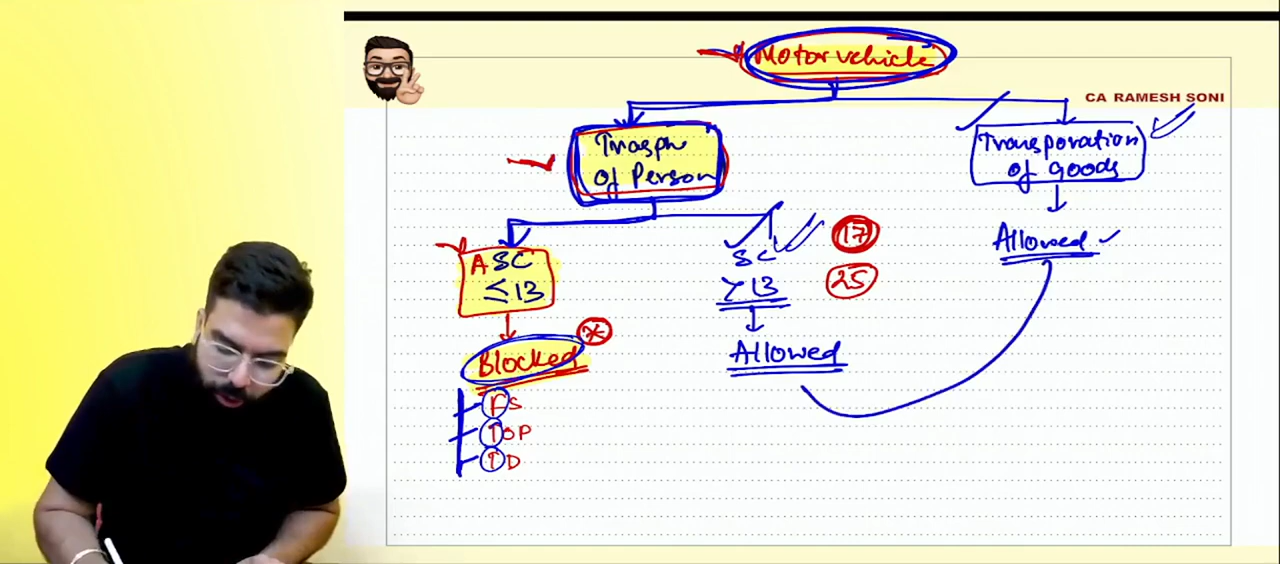 Motor vehicle
CA RAMESH SONI
Traspr
of Person
Transporation
of Goods
Allowed
ASC
≤13
SC
>13
17
25
Blocked
*
Allowed
FS
TOP
TD